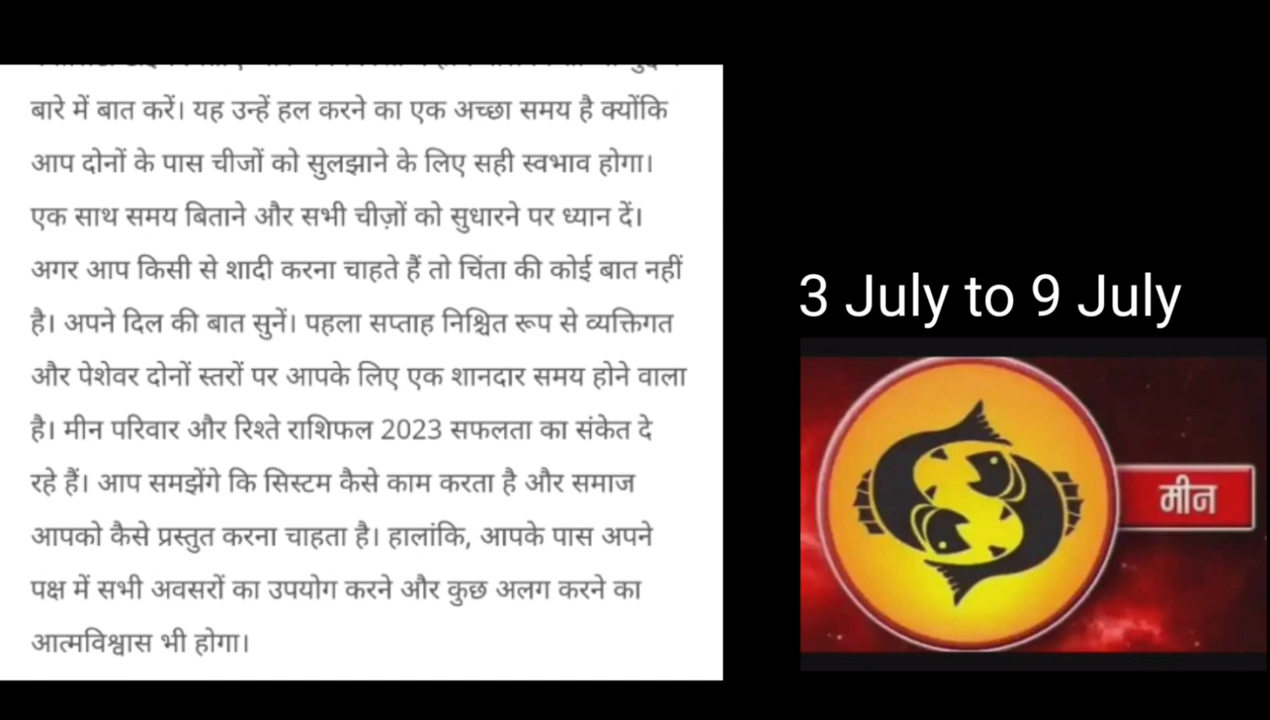 बारे में बात करें। यह उन्हें हल करने का एक अच्छा समय है क्योंकि
आप दोनों के पास चीजों को सुलझाने के लिए सही स्वभाव होगा।
एक साथ समय बिताने और सभी चीज़ों को सुधारने पर ध्यान दें।
अगर आप किसी से शादी करना चाहते हैं तो चिंता की कोई बात नहीं
है। अपने दिल की बात सुनें। पहला सप्ताह निश्चित रूप से व्यक्तिगत
और पेशेवर दोनों स्तरों पर आपके लिए एक शानदार समय होने वाला
है। मीन परिवार और रिश्ते राशिफल 2023 सफलता का संकेत दे
रहे हैं। आप समझेंगे कि सिस्टम कैसे काम करता है और समाज
आपको कैसे प्रस्तुत करना चाहता है। हालांकि, आपके पास अपने
पक्ष में सभी अवसरों का उपयोग करने और कुछ अलग करने का
आत्मविश्वास भी होगा।
3 July to 9 July
मीन